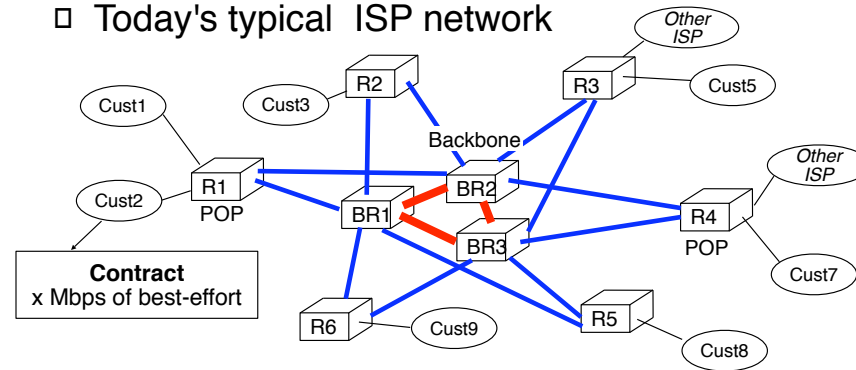 Today's typical ISP network
Other
ISP
R2
R3
Cust1
Cust3
Cust5
Backbone
Other
ISP
R1
BR2
Cust2
POP
BR1
R4
BR3
POP
Contract
x Mbps of best-effort
Cust7
R6
Cust9
R5
Cust8